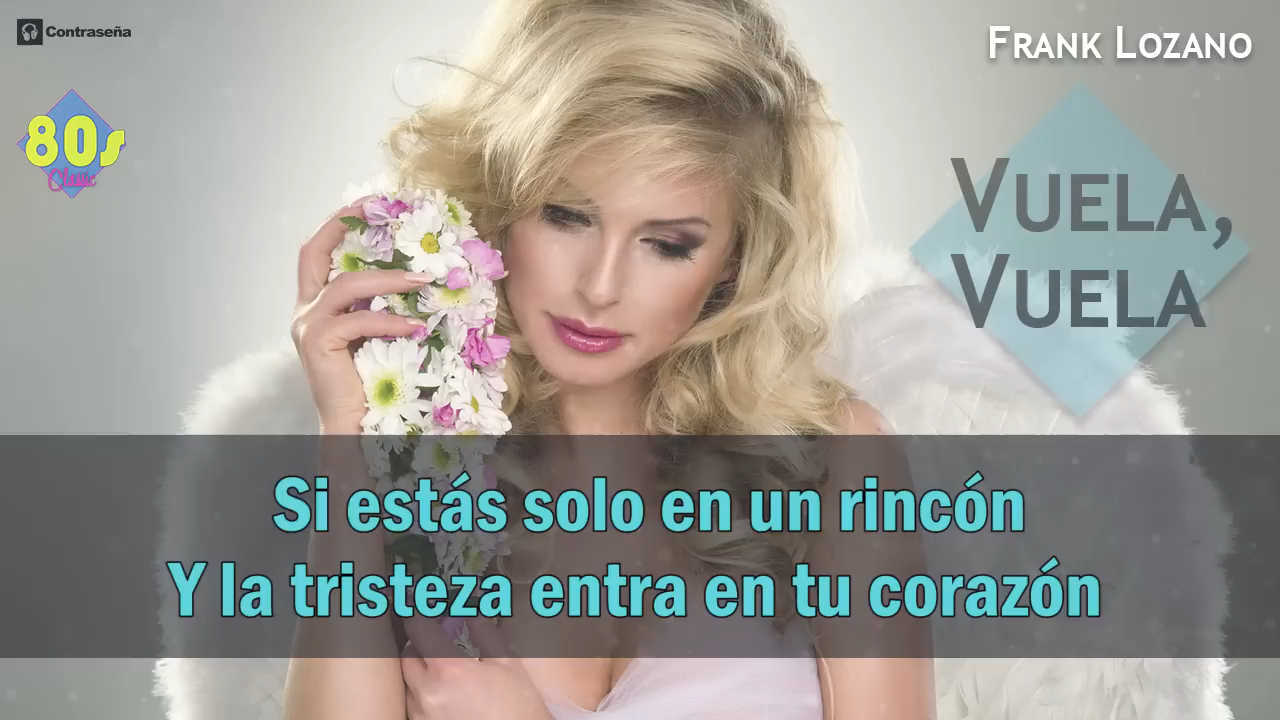 Contraseña
FRANK LOZANO
80s
Classic
VUELA,
VUELA
Si estás solo en un rincón
Y la tristeza entra en tu corazón